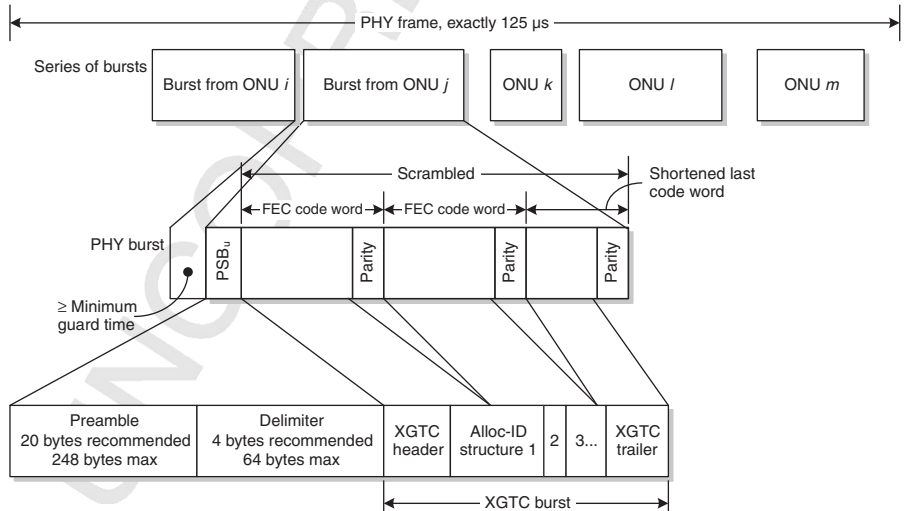 PHY frame, exactly 125 µs
Series of bursts
Burst from ONU i
Burst from ONU j
ONU k
ONU l
ONU m
Scrambled
Shortened last
code word
FEC code word
FEC code word
PHY burst
PSBu
Parity
Parity
Parity
≥ Minimum
guard time
Preamble
20 bytes recommended
248 bytes max
Delimiter
4 bytes recommended
64 bytes max
XGTC
header
Alloc-ID
structure 1
2
3...
XGTC
trailer
XGTC burst